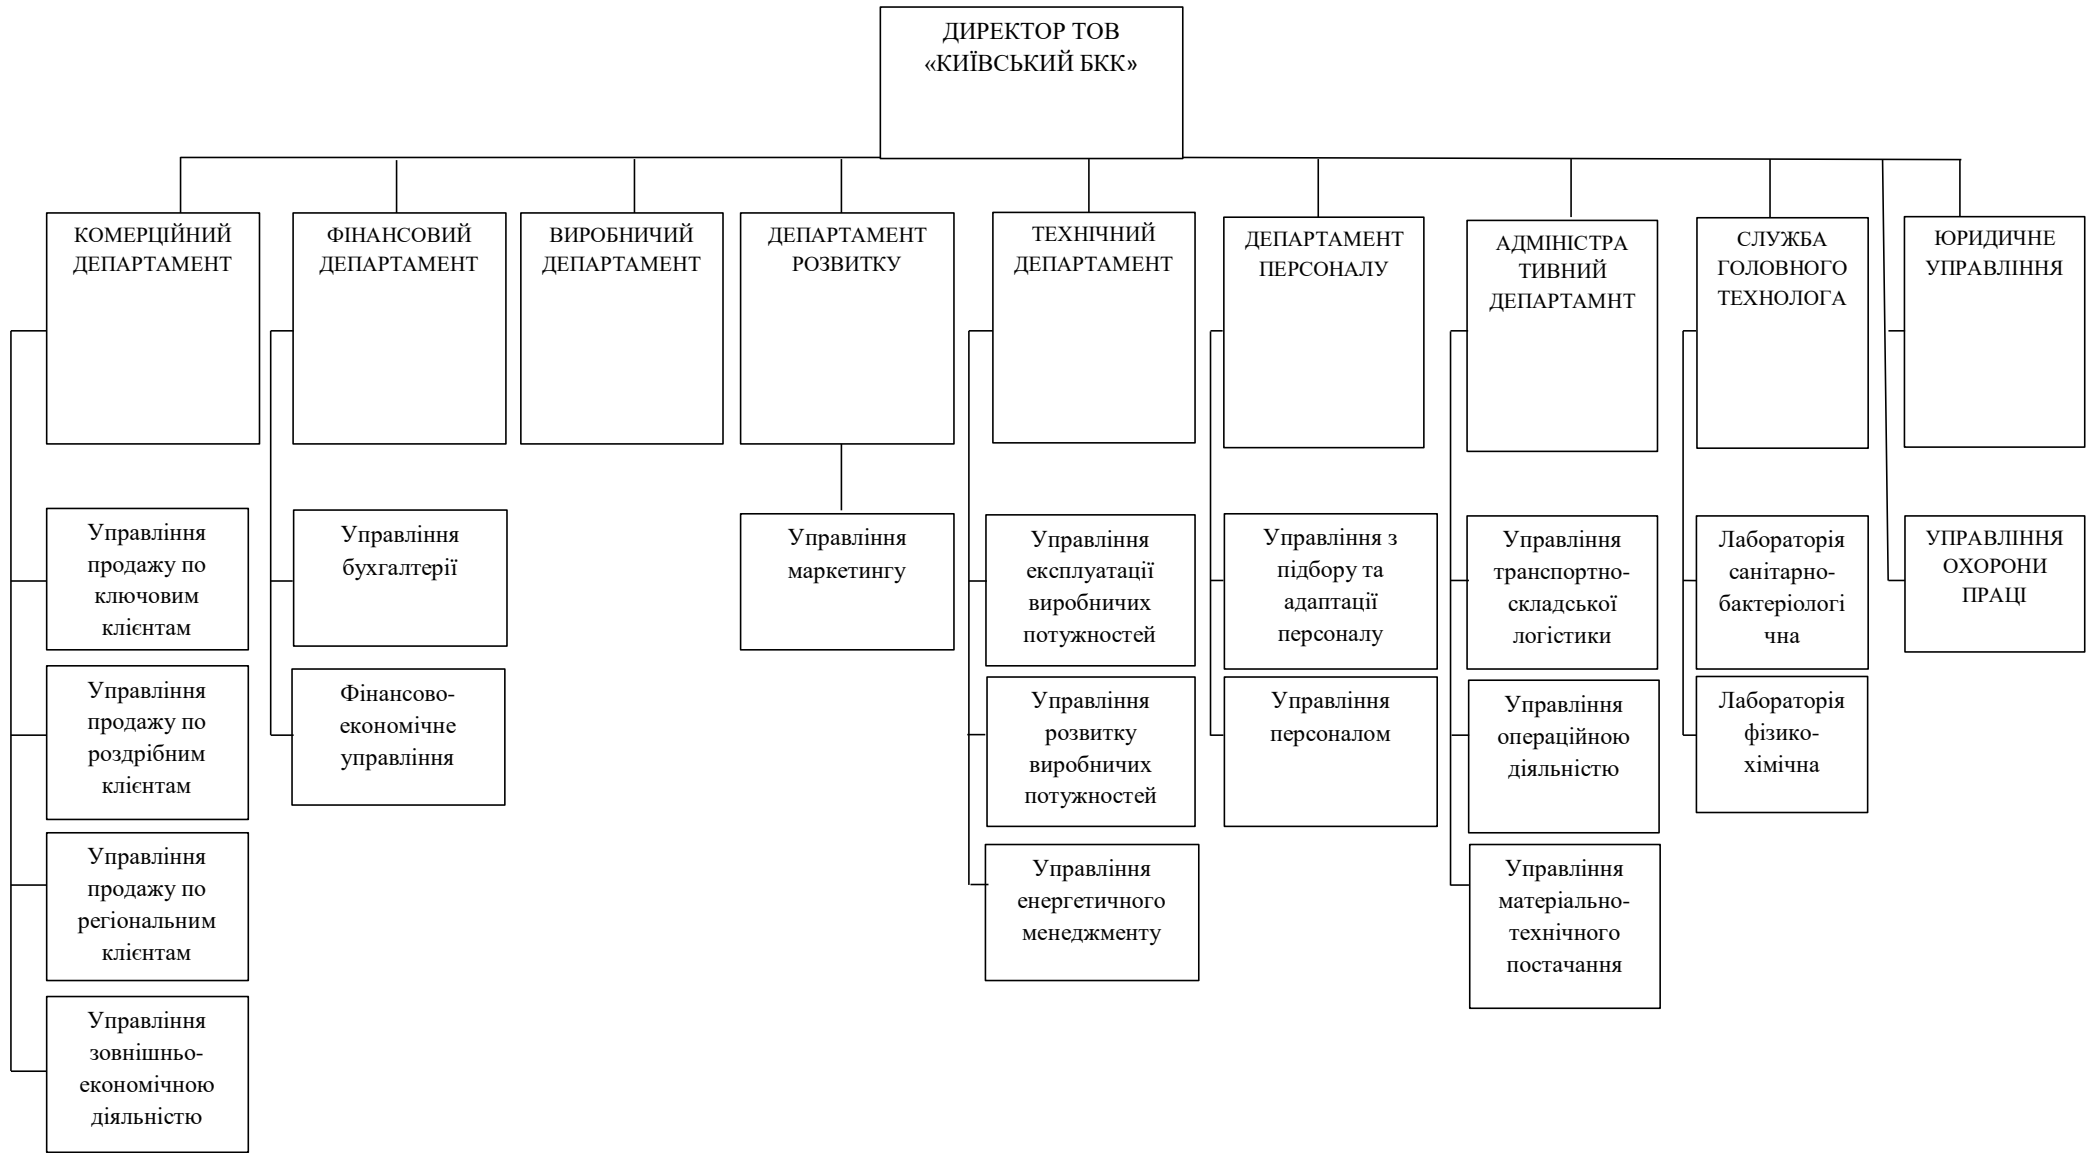 ДИРЕКТОР ТОВ
«КИЇВСЬКИЙ БКК»
КОМЕРЦІЙНИЙ
ДЕПАРТАМЕНТ
ФІНАНСОВИЙ
ДЕПАРТАМЕНТ
ВИРОБНИЧИЙ
ДЕПАРТАМЕНТ
ДЕПАРТАМЕНТ
РОЗВИТКУ
ТЕХНІЧНИЙ
ДЕПАРТАМЕНТ
ДЕПАРТАМЕНТ
ПЕРСОНАЛУ
АДМІНІСТРА
ТИВНИЙ
ДЕПАРТАМНТ
СЛУЖБА
ГОЛОВНОГО
ТЕХНОЛОГА
ЮРИДИЧНЕ
УПРАВЛІННЯ
Управління
продажу по
ключовим
клієнтам
Управління
продажу по
роздрібним
клієнтам
Управління
продажу по
регіональним
клієнтам
Управління
зовнішньо-
економічною
діяльністю
Управління
бухгалтерії
Фінансово-
економічне
управління
Управління
маркетингу
Управління
експлуатації
виробничих
потужностей
Управління
розвитку
виробничих
потужностей
Управління
енергетичного
менеджменту
Управління з
підбору та
адаптації
персоналу
Управління
персоналом
Управління
транспортно-
складської
логістики
Управління
операційною
діяльністю
Управління
матеріально-
технічного
постачання
Лабораторія
санітарно-
бактеріологі
чна
Лабораторія
фізико-
хімічна
УПРАВЛІННЯ
ОХОРОНИ
ПРАЦІ